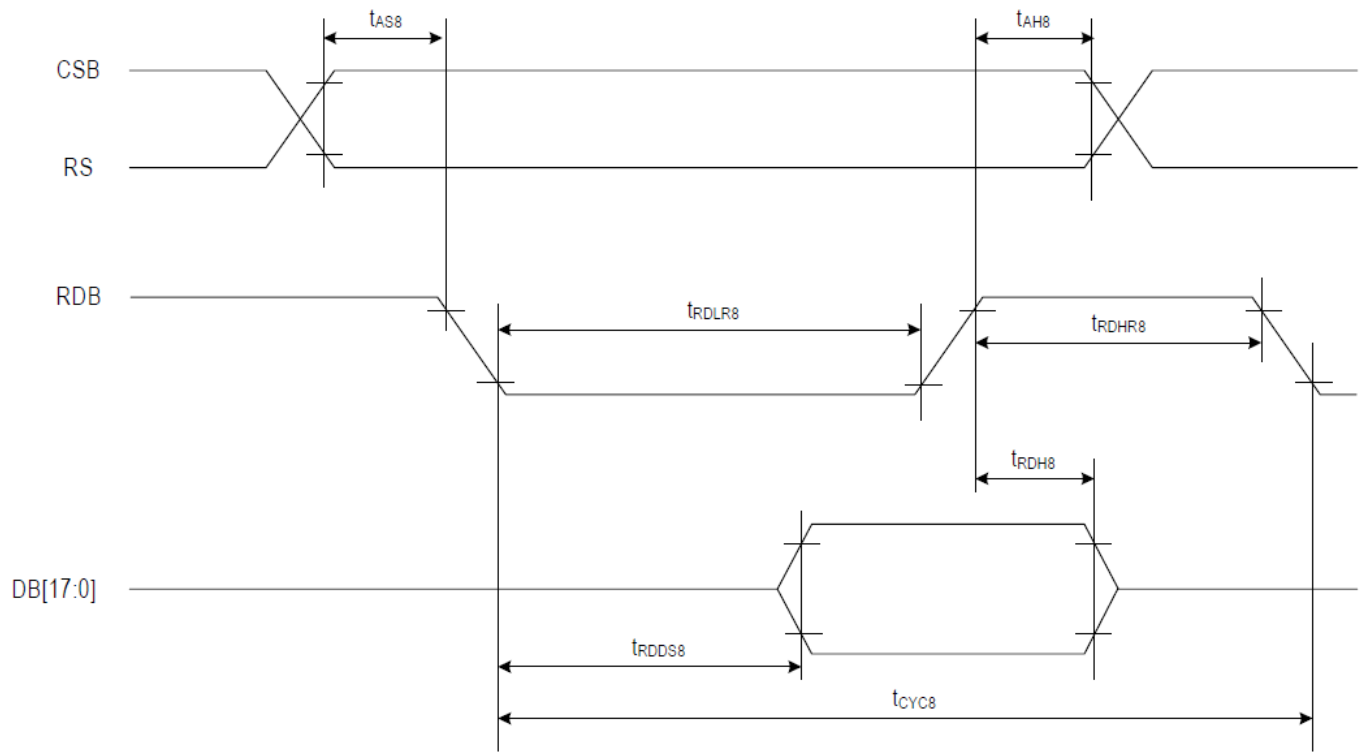 tAS8
tAH8
CSB
RS
RDB
tRDLR8
tRDHR8
tRDH8
DB[17:0]
tRDDS8
tCYC8